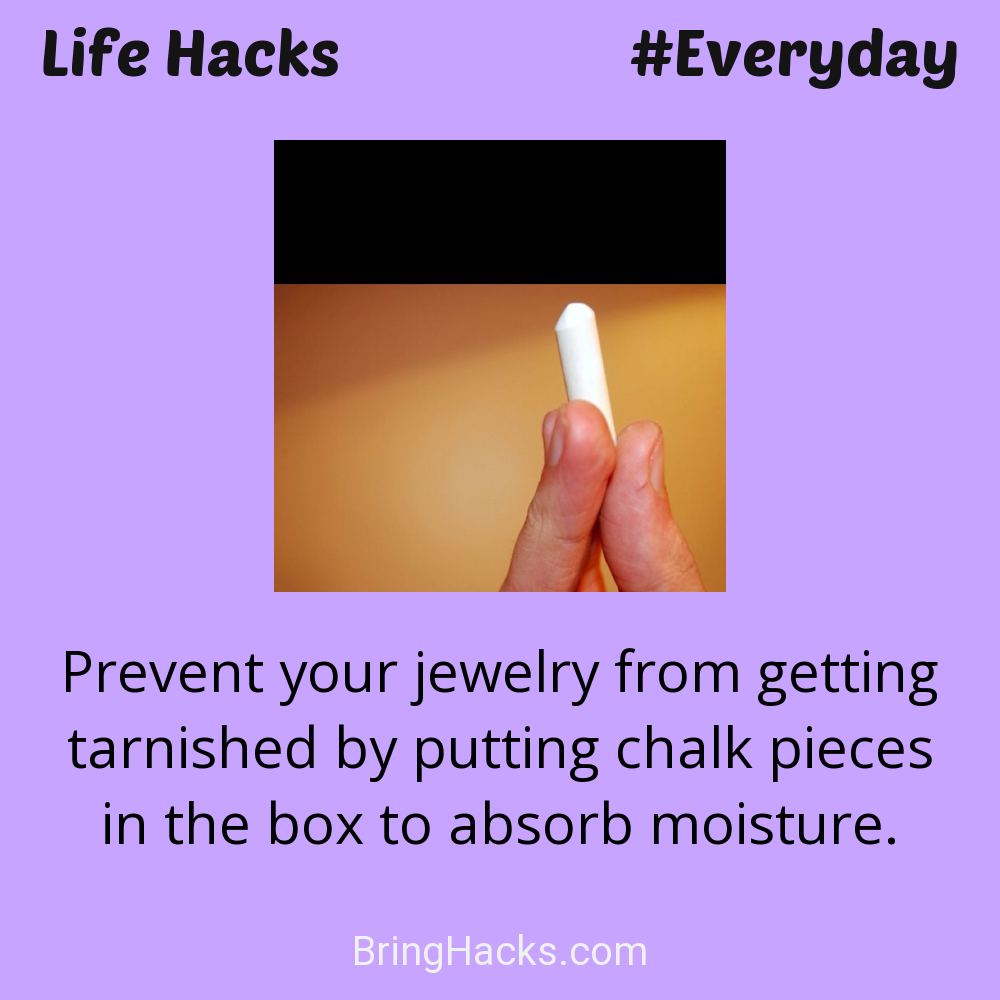 Life Hacks
#Everyday
Prevent your jewelry from getting
tarnished by putting chalk pieces
in the box to absorb moisture.
BringHacks.com